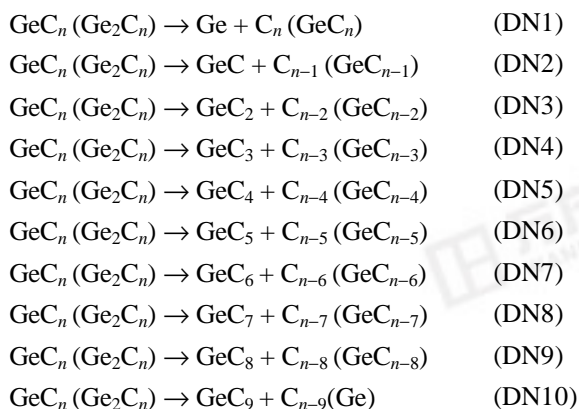 GeCₙ (Ge₂Cₙ) → Ge + Cₙ (GeCₙ) (DN1)
GeCₙ (Ge₂Cₙ) → GeC + Cₙ₋₁ (GeCₙ₋₁) (DN2)
GeCₙ (Ge₂Cₙ) → GeC₂ + Cₙ₋₂ (GeCₙ₋₂) (DN3)
GeCₙ (Ge₂Cₙ) → GeC₃ + Cₙ₋₃ (GeCₙ₋₃) (DN4)
GeCₙ (Ge₂Cₙ) → GeC₄ + Cₙ₋₄ (GeCₙ₋₄) (DN5)
GeCₙ (Ge₂Cₙ) → GeC₅ + Cₙ₋₅ (GeCₙ₋₅) (DN6)
GeCₙ (Ge₂Cₙ) → GeC₆ + Cₙ₋₆ (GeCₙ₋₆) (DN7)
GeCₙ (Ge₂Cₙ) → GeC₇ + Cₙ₋₇ (GeCₙ₋₇) (DN8)
GeCₙ (Ge₂Cₙ) → GeC₈ + Cₙ₋₈ (GeCₙ₋₈) (DN9)
GeCₙ (Ge₂Cₙ) → GeC₉ + Cₙ₋₉(Ge) (DN10)